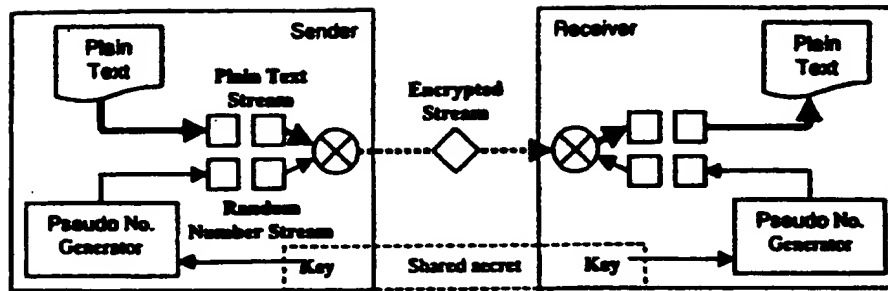 Sender
Plain
Text
Plain Text
Stream
Random
Number Stream
Pseudo No.
Generator
Key
Encrypted
Stream
Shared secret
Receiver
Plain
Text
Key
Pseudo No.
Generator